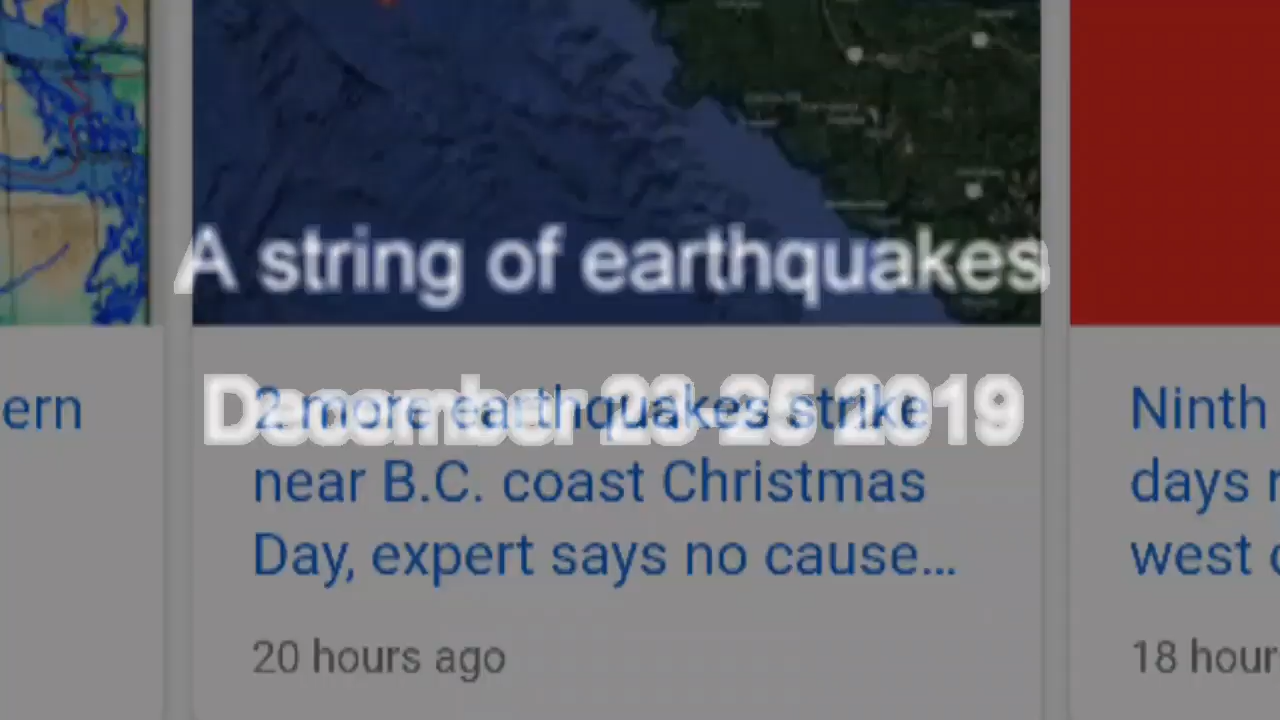 A string of earthquakes
December 23-25 2019
ern
2 more earthquakes strike
near B.C. coast Christmas
Day, expert says no cause...
20 hours ago
Ninth
days
west
18 hour